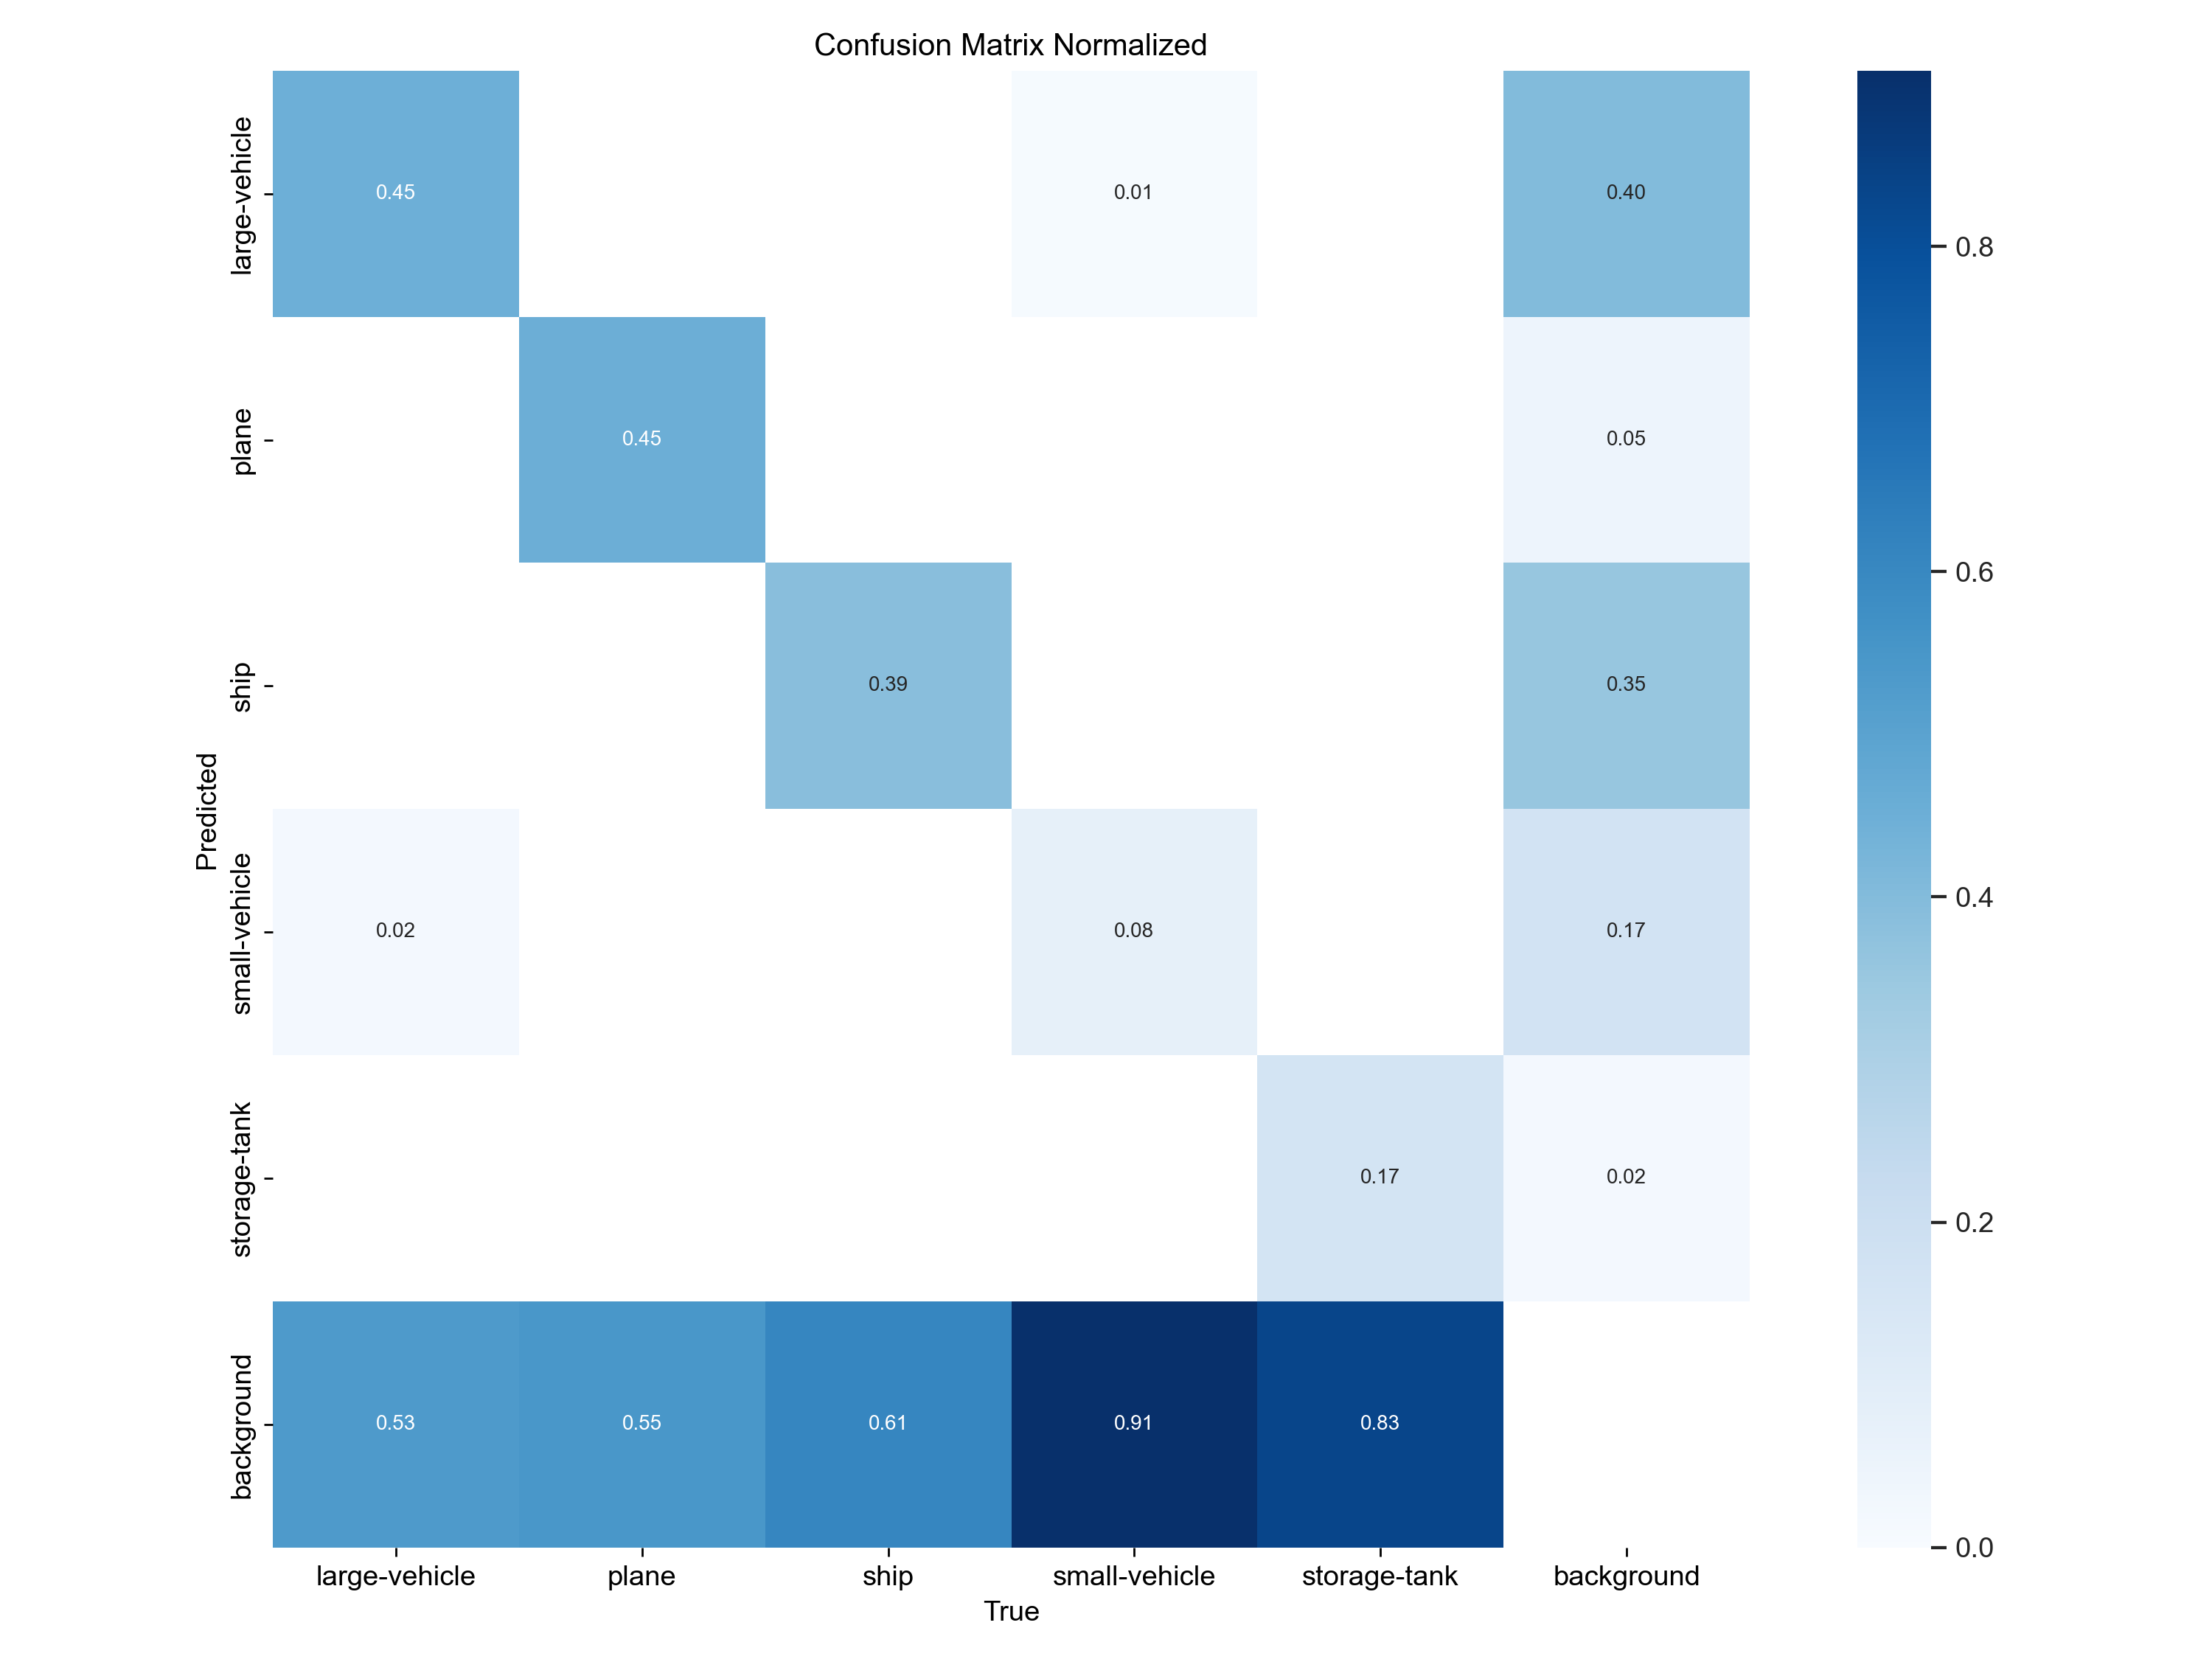 Confusion Matrix Normalized
large-vehicle
0.45
0.01
0.40
plane
0.45
0.05
ship
0.39
0.35
small-vehicle
0.02
0.08
0.17
storage-tank
0.17
0.02
background
0.53
0.55
0.61
0.91
0.83
Predicted
large-vehicle
plane
ship
small-vehicle
storage-tank
background
True
0.8
0.6
0.4
0.2
0.0